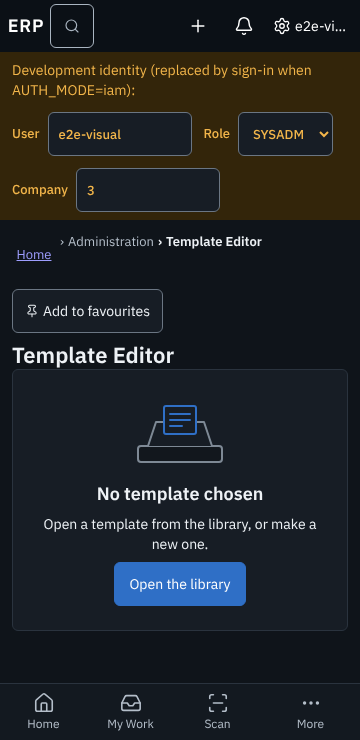 ERP
e2e-vi...
Development identity (replaced by sign-in when
AUTH_MODE=iam):
User e2e-visual Role SYSADM
Company 3
Home › Administration › Template Editor
Add to favourites
Template Editor
No template chosen
Open a template from the library, or make a
new one.
Open the library
Home My Work Scan More